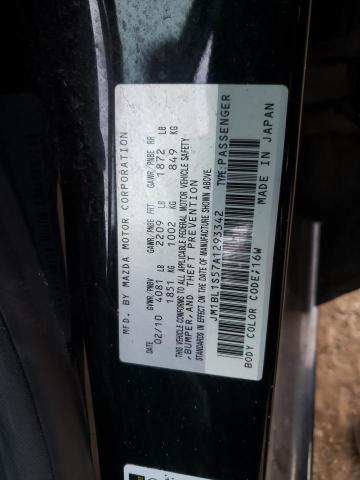 MFD. BY MAZDA MOTOR CORPORATION
DATE GVWR/PNBV GAWR/PNBE FRT GAWR/PNBE RR
02/10 4081 LB 2209 LB 1872 LB
1851 KG 1002 KG 849 KG
THIS VEHICLE CONFORMS TO ALL APPLICABLE FEDERAL MOTOR VEHICLE SAFETY
,BUMPER,AND THEFT PREVENTION
STANDARDS IN EFFECT ON THE DATE OF MANUFACTURE SHOWN ABOVE.
JM1BL1S57A1293342 TYPE:PASSENGER
BODY COLOR CODE:16W MADE IN JAPAN